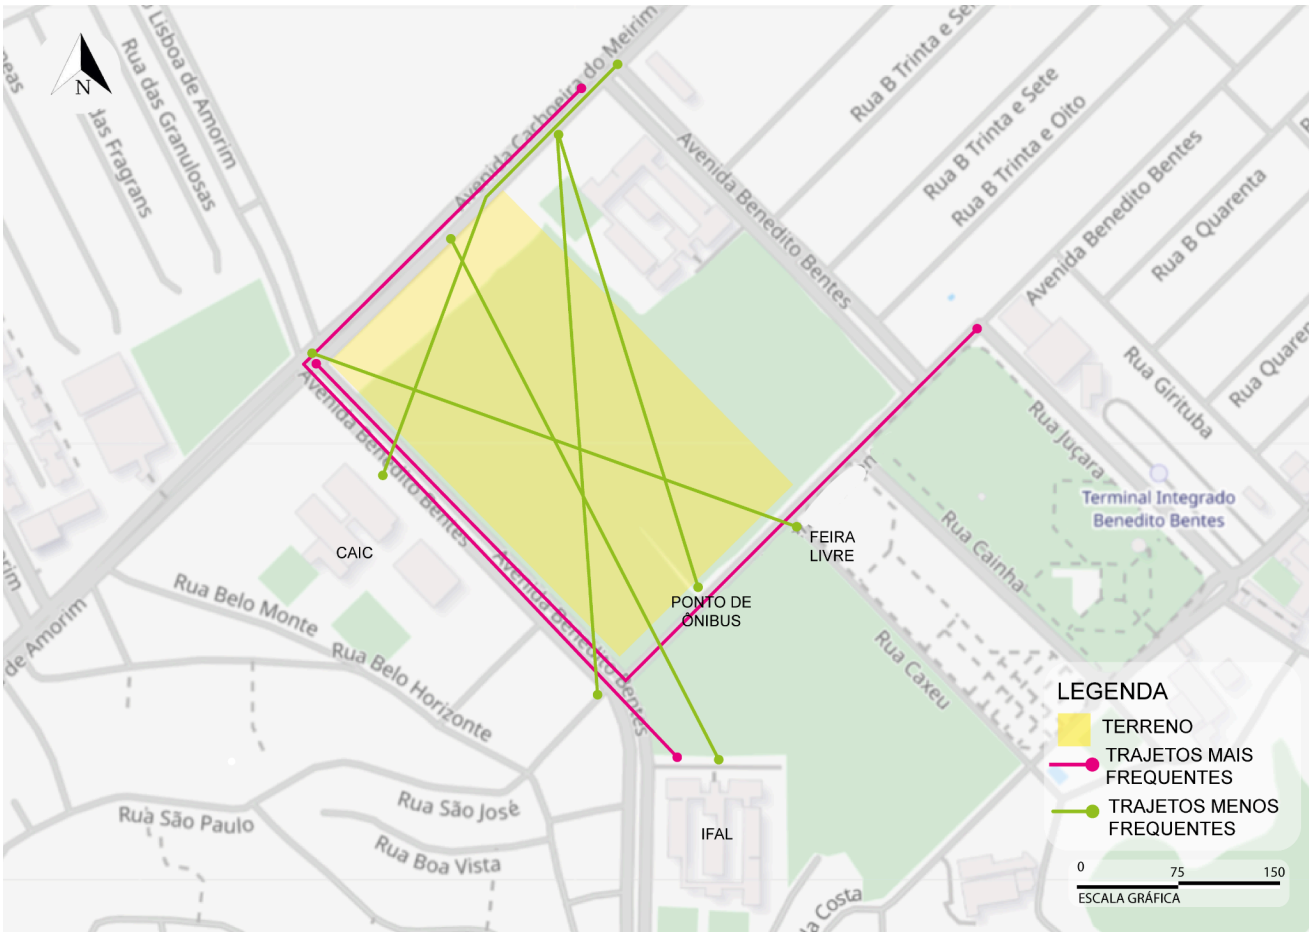 N
Lisboa de Amorim
Rua das Granulosas
das Fragrans
Avenida Cachoeira do Meirim
Rua B Trinta e Se
Rua B Trinta e Sete
Rua B Trinta e Oito
Avenida Benedito Bentes
Avenida Benedito Bentes
Rua B Quarenta
Rua Quaren
Rua Girituba
Rua Juçara
Terminal Integrado
Benedito Bentes
Rua Cainha
Rua Caxeu
Avenida Benedito Bentes
Avenida Benedito Bentes
CAIC
FEIRA
LIVRE
PONTO DE
ÔNIBUS
Rua Belo Monte
Rua Belo Horizonte
de Amorim
Rua São José
Rua São Paulo
Rua Boa Vista
IFAL
da Costa
LEGENDA
TERRENO
TRAJETOS MAIS
FREQUENTES
TRAJETOS MENOS
FREQUENTES
0 75 150
ESCALA GRÁFICA